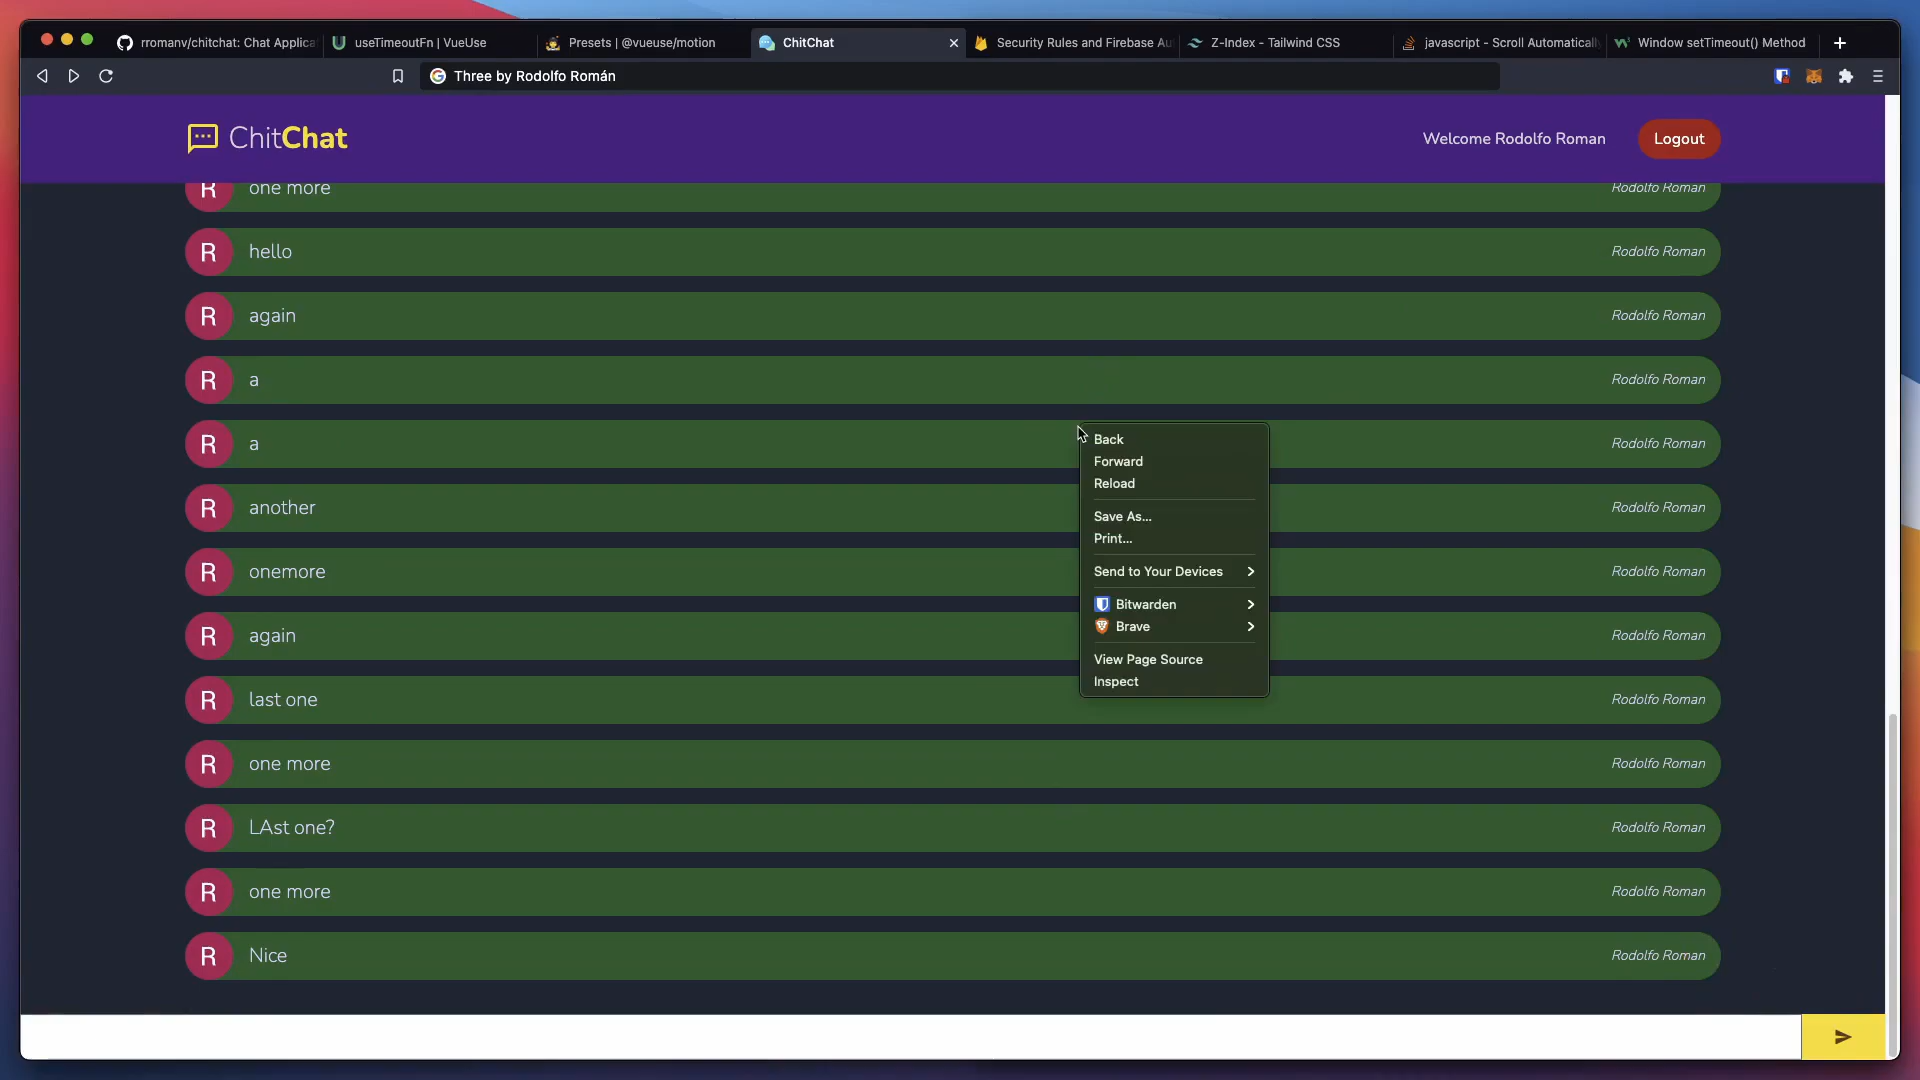 rromanv/chitchat: Chat Applica
useTimeoutFn | VueUse
Presets | @vueuse/motion
ChitChat
Security Rules and Firebase Au
Z-Index - Tailwind CSS
javascript - Scroll Automatically
Window setTimeout() Method
Three by Rodolfo Román
ChitChat
Welcome Rodolfo Roman
Logout
R one more Rodolfo Roman
R hello Rodolfo Roman
R again Rodolfo Roman
R a Rodolfo Roman
R a Rodolfo Roman
R another Rodolfo Roman
R onemore Rodolfo Roman
R again Rodolfo Roman
R last one Rodolfo Roman
R one more Rodolfo Roman
R LAst one? Rodolfo Roman
R one more Rodolfo Roman
R Nice Rodolfo Roman
Back
Forward
Reload
Save As...
Print...
Send to Your Devices
Bitwarden
Brave
View Page Source
Inspect